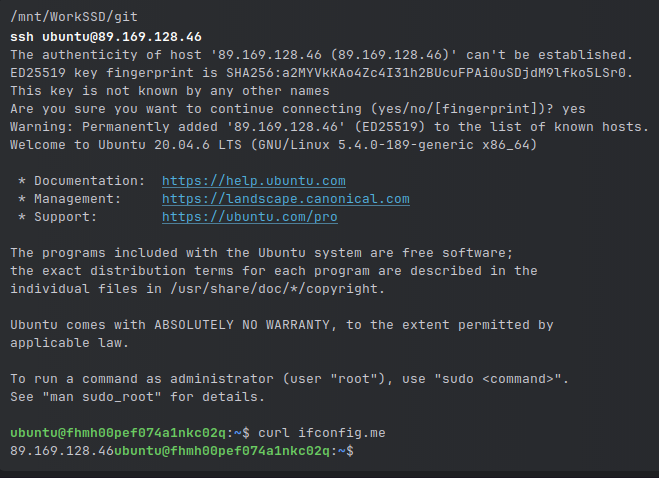 /mnt/WorkSSD/git
ssh ubuntu@89.169.128.46
The authenticity of host '89.169.128.46 (89.169.128.46)' can't be established.
ED25519 key fingerprint is SHA256:a2MYVkKAo4Zc4I31h2BUcuFPAi0uSDjdM9lfko5LSr0.
This key is not known by any other names
Are you sure you want to continue connecting (yes/no/[fingerprint])? yes
Warning: Permanently added '89.169.128.46' (ED25519) to the list of known hosts.
Welcome to Ubuntu 20.04.6 LTS (GNU/Linux 5.4.0-189-generic x86_64)
* Documentation:  https://help.ubuntu.com
* Management:     https://landscape.canonical.com
* Support:        https://ubuntu.com/pro
The programs included with the Ubuntu system are free software;
the exact distribution terms for each program are described in the
individual files in /usr/share/doc/*/copyright.
Ubuntu comes with ABSOLUTELY NO WARRANTY, to the extent permitted by
applicable law.
To run a command as administrator (user "root"), use "sudo <command>".
See "man sudo_root" for details.
ubuntu@fhmh00pef074a1nkc02q:~$ curl ifconfig.me
89.169.128.46ubuntu@fhmh00pef074a1nkc02q:~$